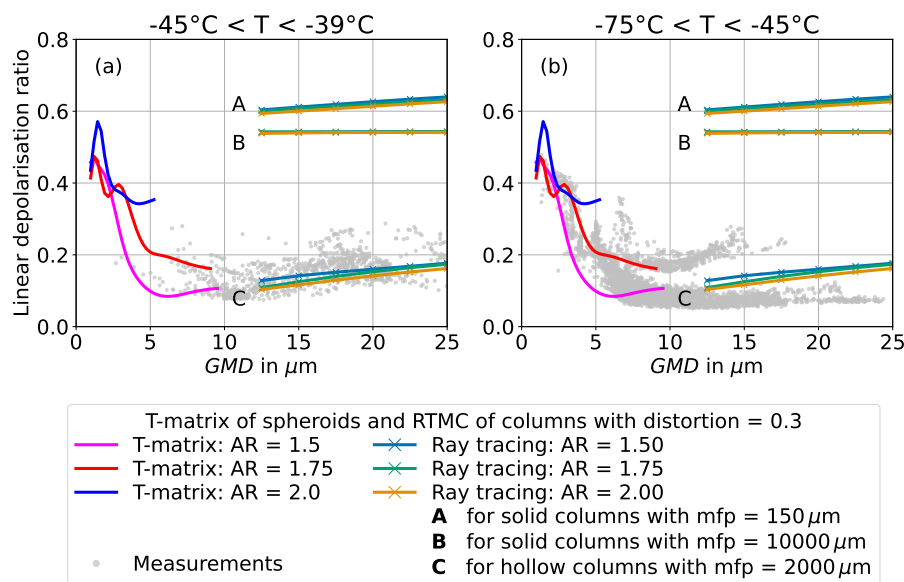 -45°C < T < -39°C
-75°C < T < -45°C
Linear depolarisation ratio
0.8
0.6
0.4
0.2
0.0
(a)
A
B
C
0 5 10 15 20 25
GMD in μm
0.8
0.6
0.4
0.2
0.0
(b)
A
B
C
0 5 10 15 20 25
GMD in μm
T-matrix of spheroids and RTMC of columns with distortion = 0.3
T-matrix: AR = 1.5
T-matrix: AR = 1.75
T-matrix: AR = 2.0
Measurements
Ray tracing: AR = 1.50
Ray tracing: AR = 1.75
Ray tracing: AR = 2.00
A for solid columns with mfp = 150 μm
B for solid columns with mfp = 10000 μm
C for hollow columns with mfp = 2000 μm